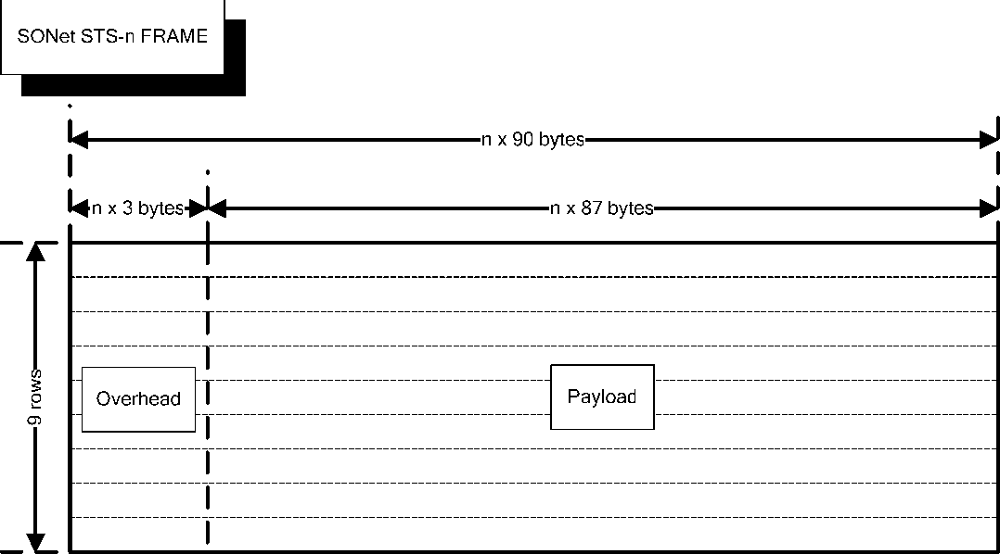 SONet STS-n FRAME
n x 90 bytes
n x 3 bytes
n x 87 bytes
9 rows
Overhead
Payload